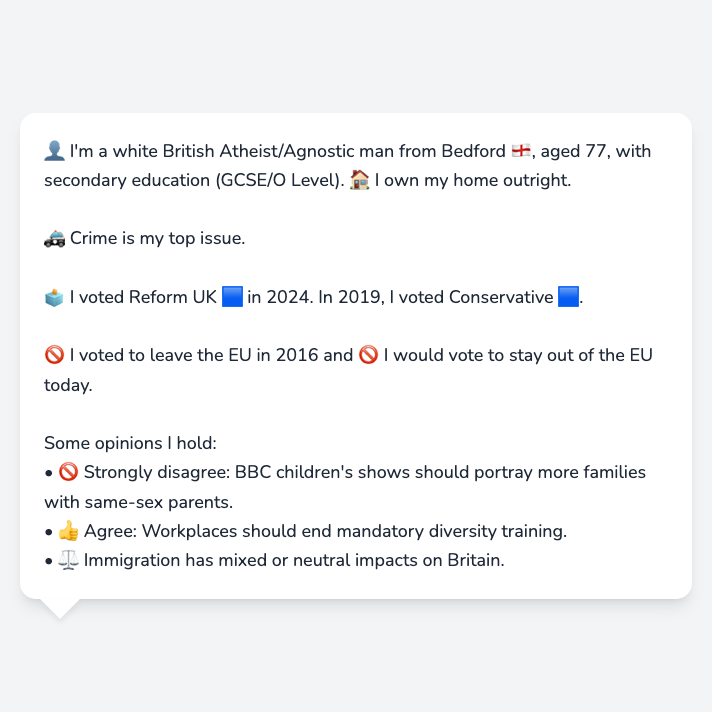 👤 I'm a white British Atheist/Agnostic man from Bedford 🏴󠁧󠁢󠁥󠁮󠁧󠁿, aged 77, with
secondary education (GCSE/O Level). 🏠 I own my home outright.
🚓 Crime is my top issue.
🗳️ I voted Reform UK 🟦 in 2024. In 2019, I voted Conservative 🟦.
🚫 I voted to leave the EU in 2016 and 🚫 I would vote to stay out of the EU
today.
Some opinions I hold:
• 🚫 Strongly disagree: BBC children's shows should portray more families
with same-sex parents.
• 👍 Agree: Workplaces should end mandatory diversity training.
• ⚖️ Immigration has mixed or neutral impacts on Britain.